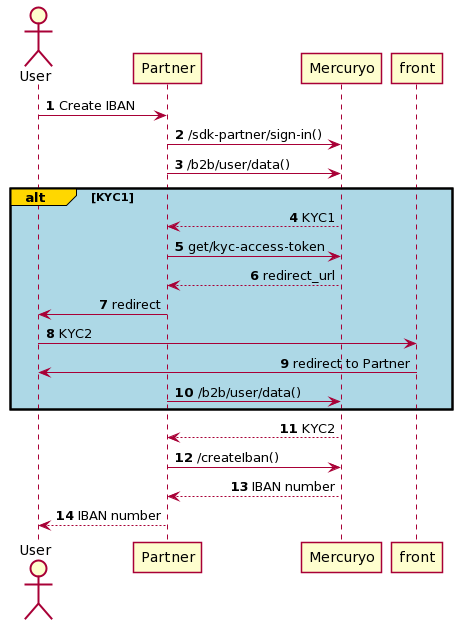 User
Partner
Mercuryo
front
1 Create IBAN
2 /sdk-partner/sign-in()
3 /b2b/user/data()
alt [KYC1]
4 KYC1
5 get/kyc-access-token
6 redirect_url
7 redirect
8 KYC2
9 redirect to Partner
10 /b2b/user/data()
11 KYC2
12 /createIban()
13 IBAN number
14 IBAN number
User
Partner
Mercuryo
front